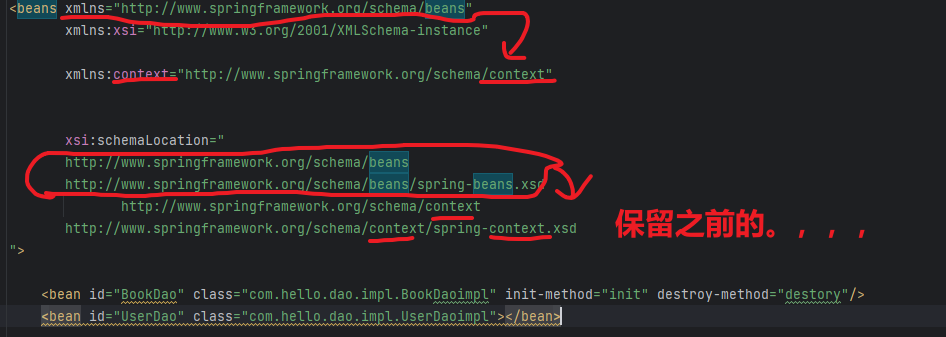 <beans xmlns="http://www.springframework.org/schema/beans"
xmlns:xsi="http://www.w3.org/2001/XMLSchema-instance"
xmlns:context="http://www.springframework.org/schema/context"
xsi:schemaLocation="
http://www.springframework.org/schema/beans
http://www.springframework.org/schema/beans/spring-beans.xsd
http://www.springframework.org/schema/context
http://www.springframework.org/schema/context/spring-context.xsd
保留之前的。，，，
">
<bean id="BookDao" class="com.hello.dao.impl.BookDaoimpl" init-method="init" destroy-method="destory"/>
<bean id="UserDao" class="com.hello.dao.impl.UserDaoimpl"></bean>